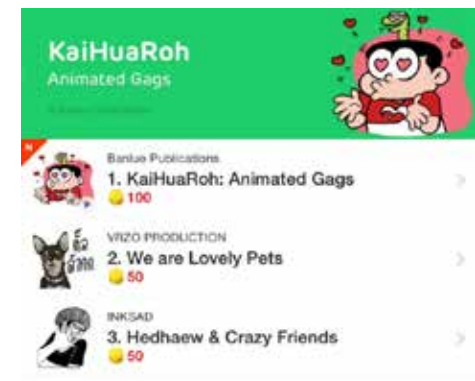 KaiHuaRoh
Animated Gags
N
Banlue Publications
1. KaiHuaRoh: Animated Gags
100
VRZO PRODUCTION
2. We are Lovely Pets
50
INKSAD
3. Hedhaew & Crazy Friends
50